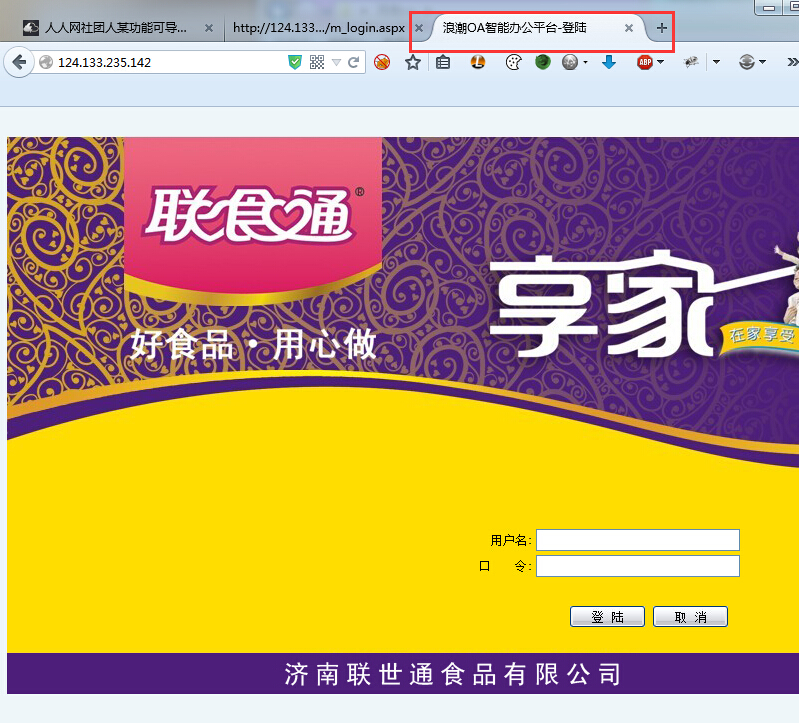 人人网社团人某功能可导...
http://124.133.../m_login.aspx
浪潮OA智能办公平台-登陆
124.133.235.142
ABP
联食通®
享家
在家享受
好食品·用心做
用户名:
口 令:
登 陆
取 消
济南联世通食品有限公司